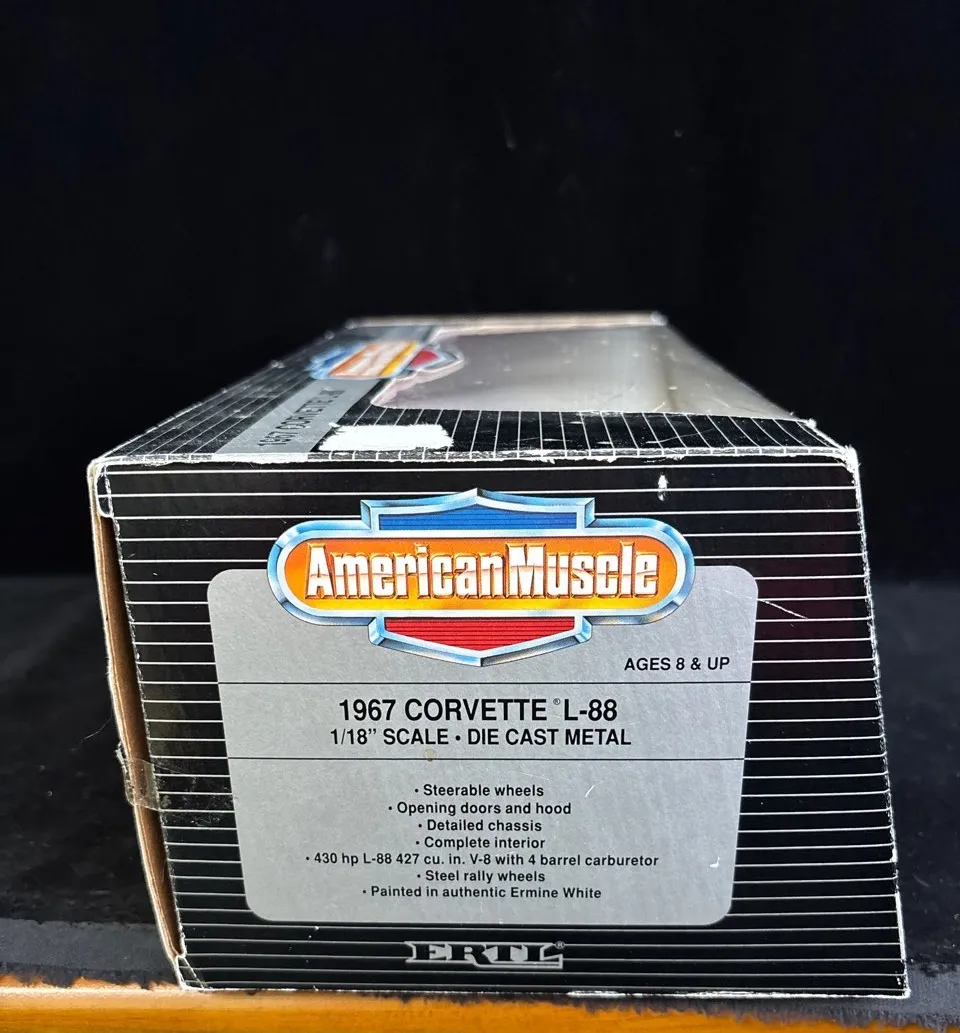 1967 CORVETTE
AmericanMuscle
AGES 8 & UP
1967 CORVETTE® L-88
1/18” SCALE • DIE CAST METAL
• Steerable wheels
• Opening doors and hood
• Detailed chassis
• Complete interior
• 430 hp L-88 427 cu. in. V-8 with 4 barrel carburetor
• Steel rally wheels
• Painted in authentic Ermine White
ERTL®